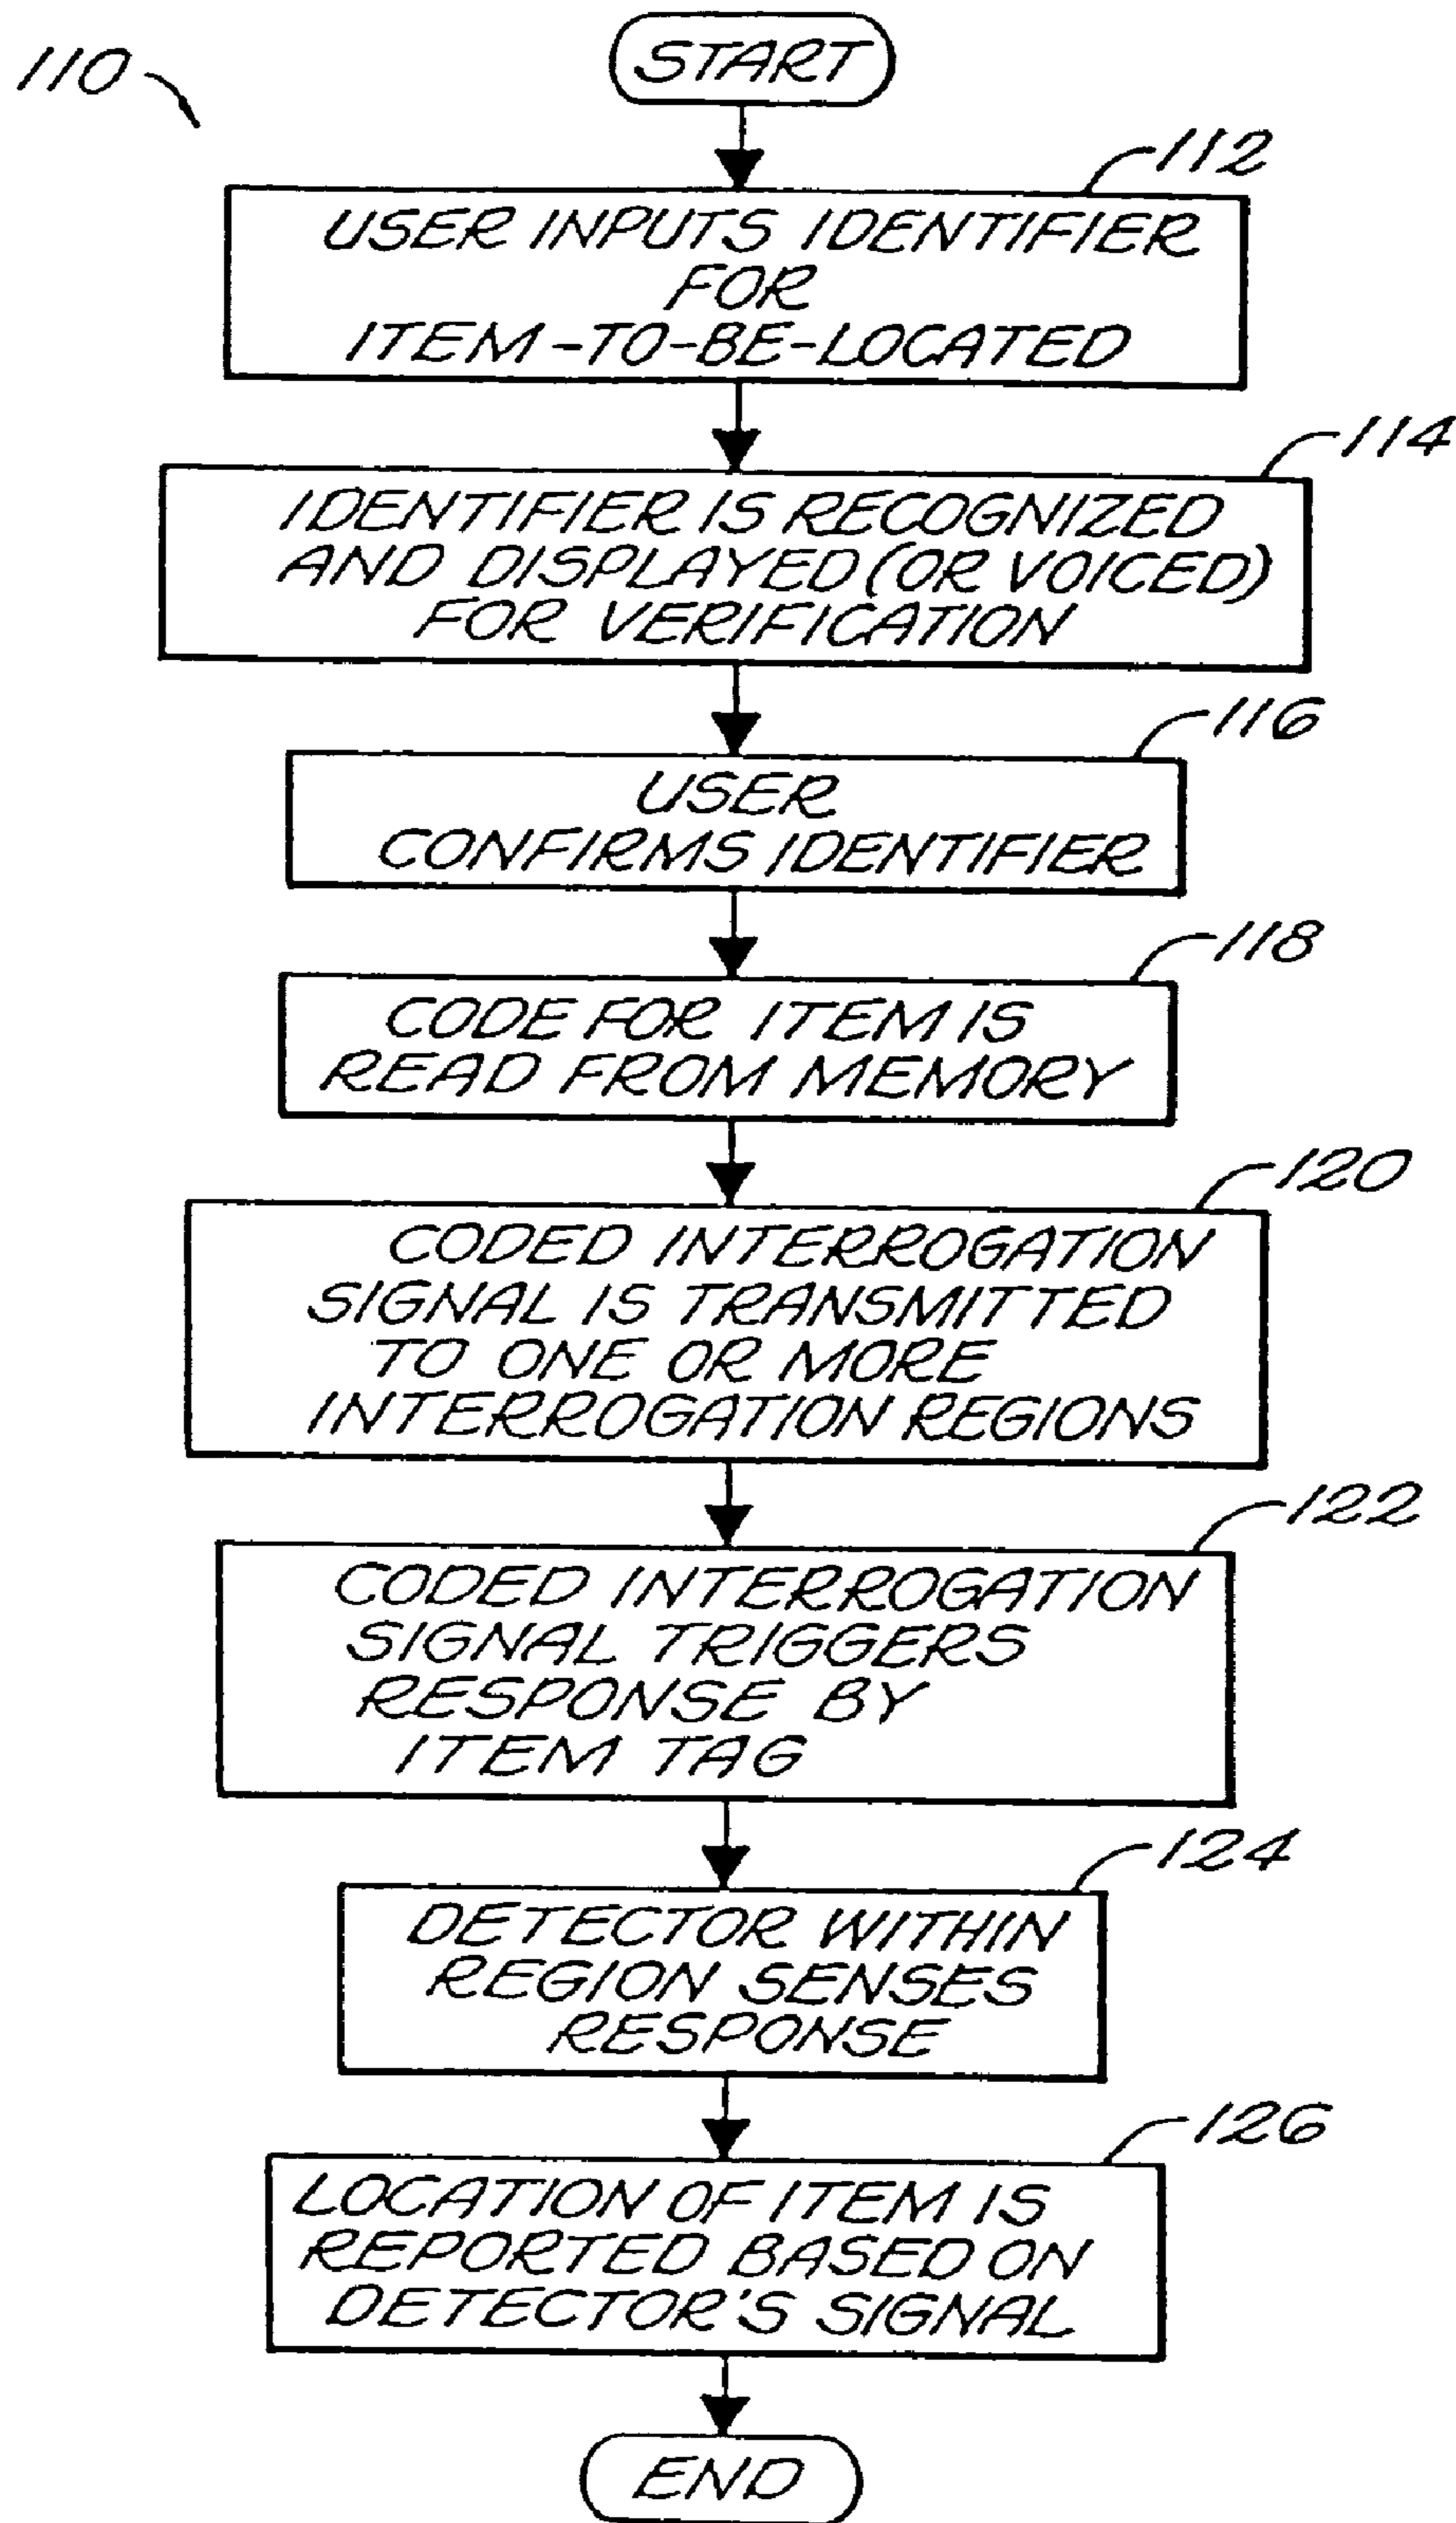 START
110
112
USER INPUTS IDENTIFIER
FOR
ITEM-TO-BE-LOCATED
114
IDENTIFIER IS RECOGNIZED
AND DISPLAYED (OR VOICED)
FOR VERIFICATION
116
USER
CONFIRMS IDENTIFIER
118
CODE FOR ITEM IS
READ FROM MEMORY
120
CODED INTERROGATION
SIGNAL IS TRANSMITTED
TO ONE OR MORE
INTERROGATION REGIONS
122
CODED INTERROGATION
SIGNAL TRIGGERS
RESPONSE BY
ITEM TAG
124
DETECTOR WITHIN
REGION SENSES
RESPONSE
126
LOCATION OF ITEM IS
REPORTED BASED ON
DETECTOR'S SIGNAL
END